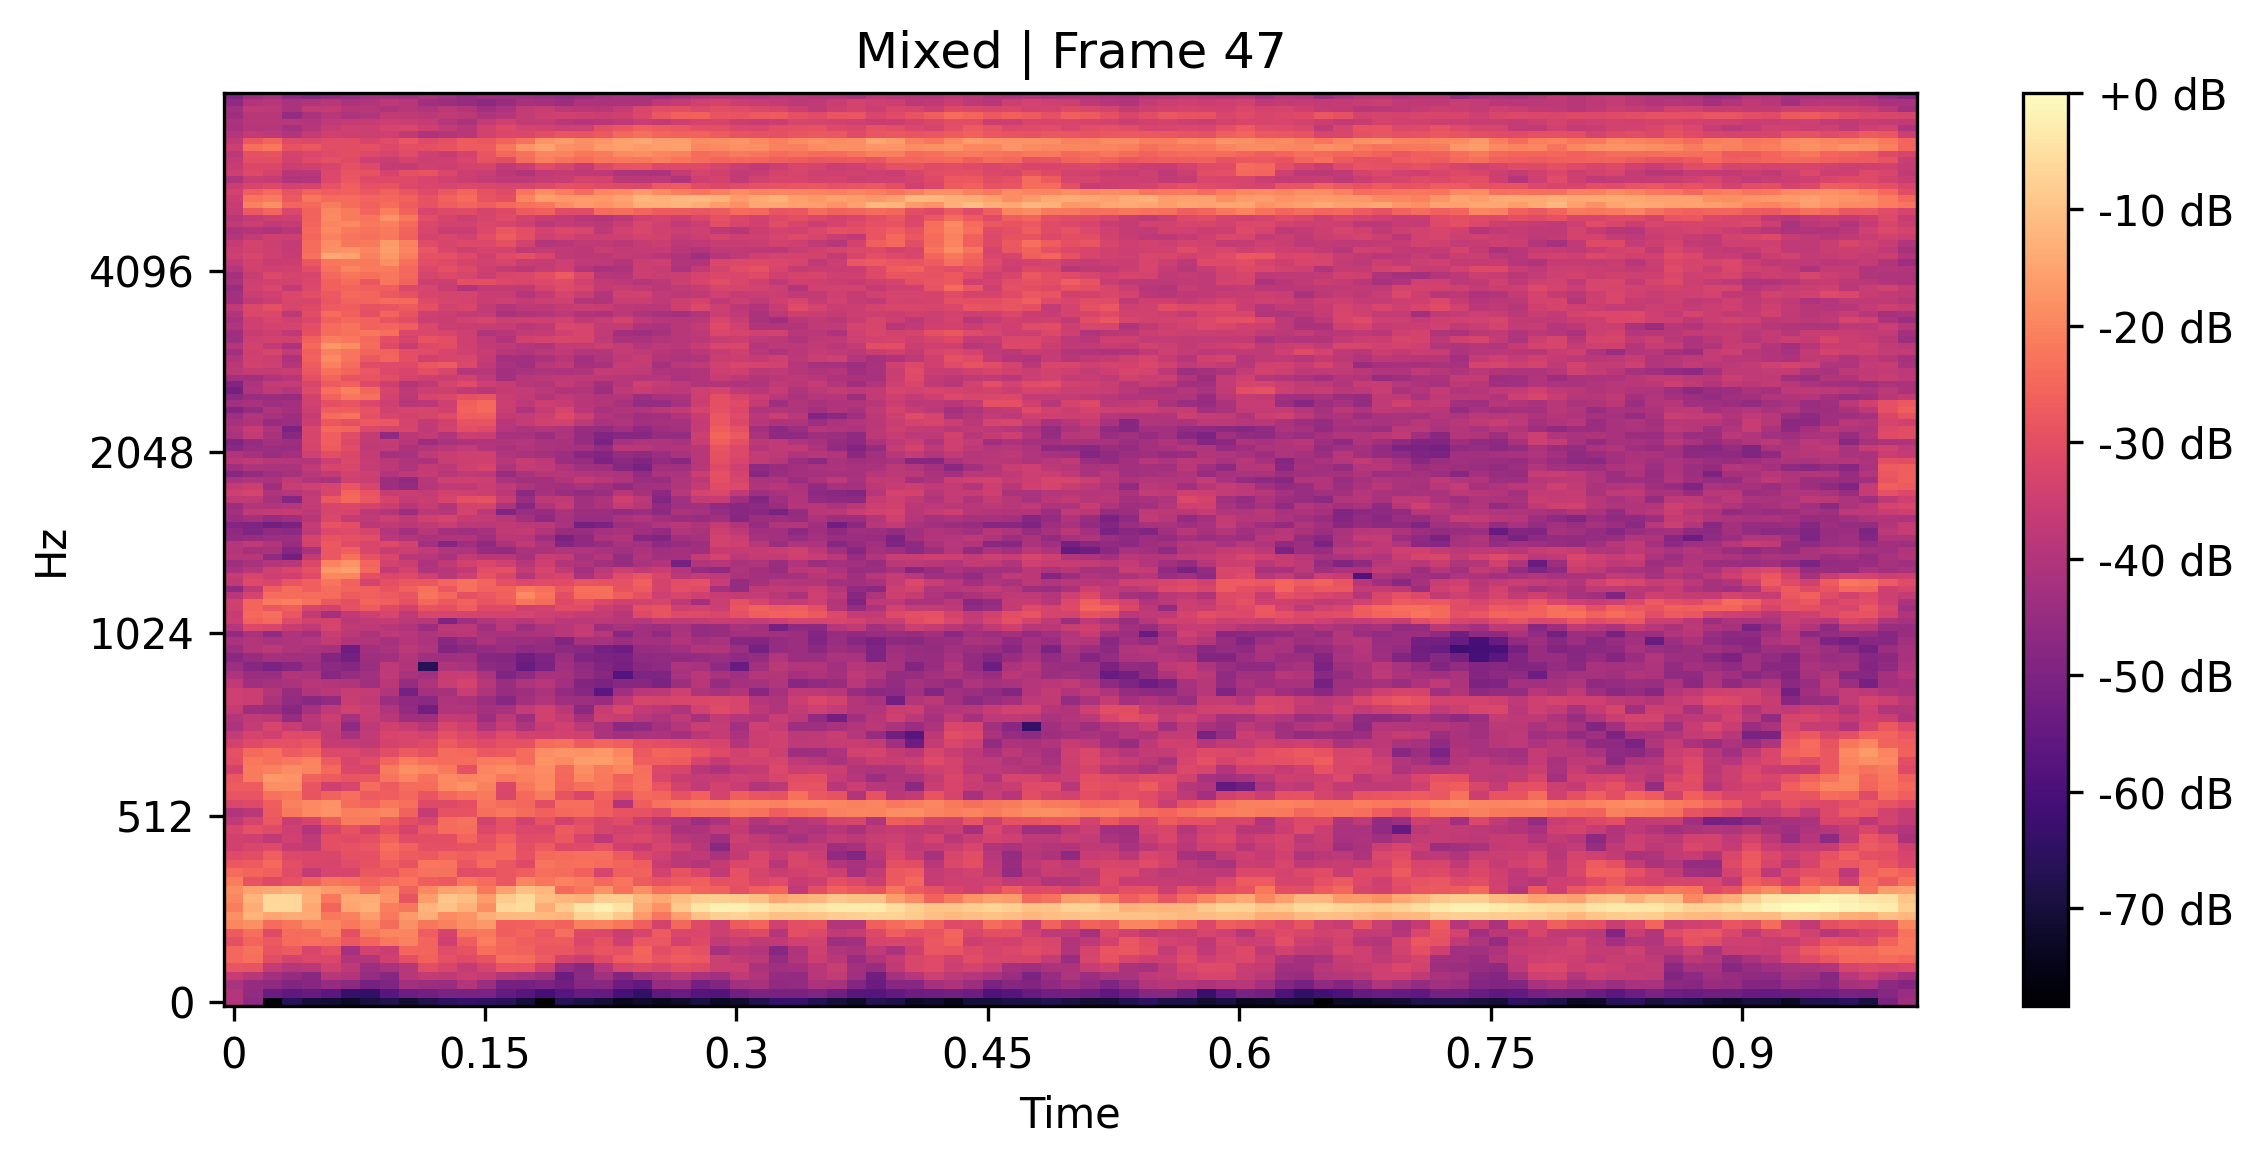 Mixed | Frame 47
Hz
4096
2048
1024
512
0
0 0.15 0.3 0.45 0.6 0.75 0.9
Time
+0 dB
-10 dB
-20 dB
-30 dB
-40 dB
-50 dB
-60 dB
-70 dB